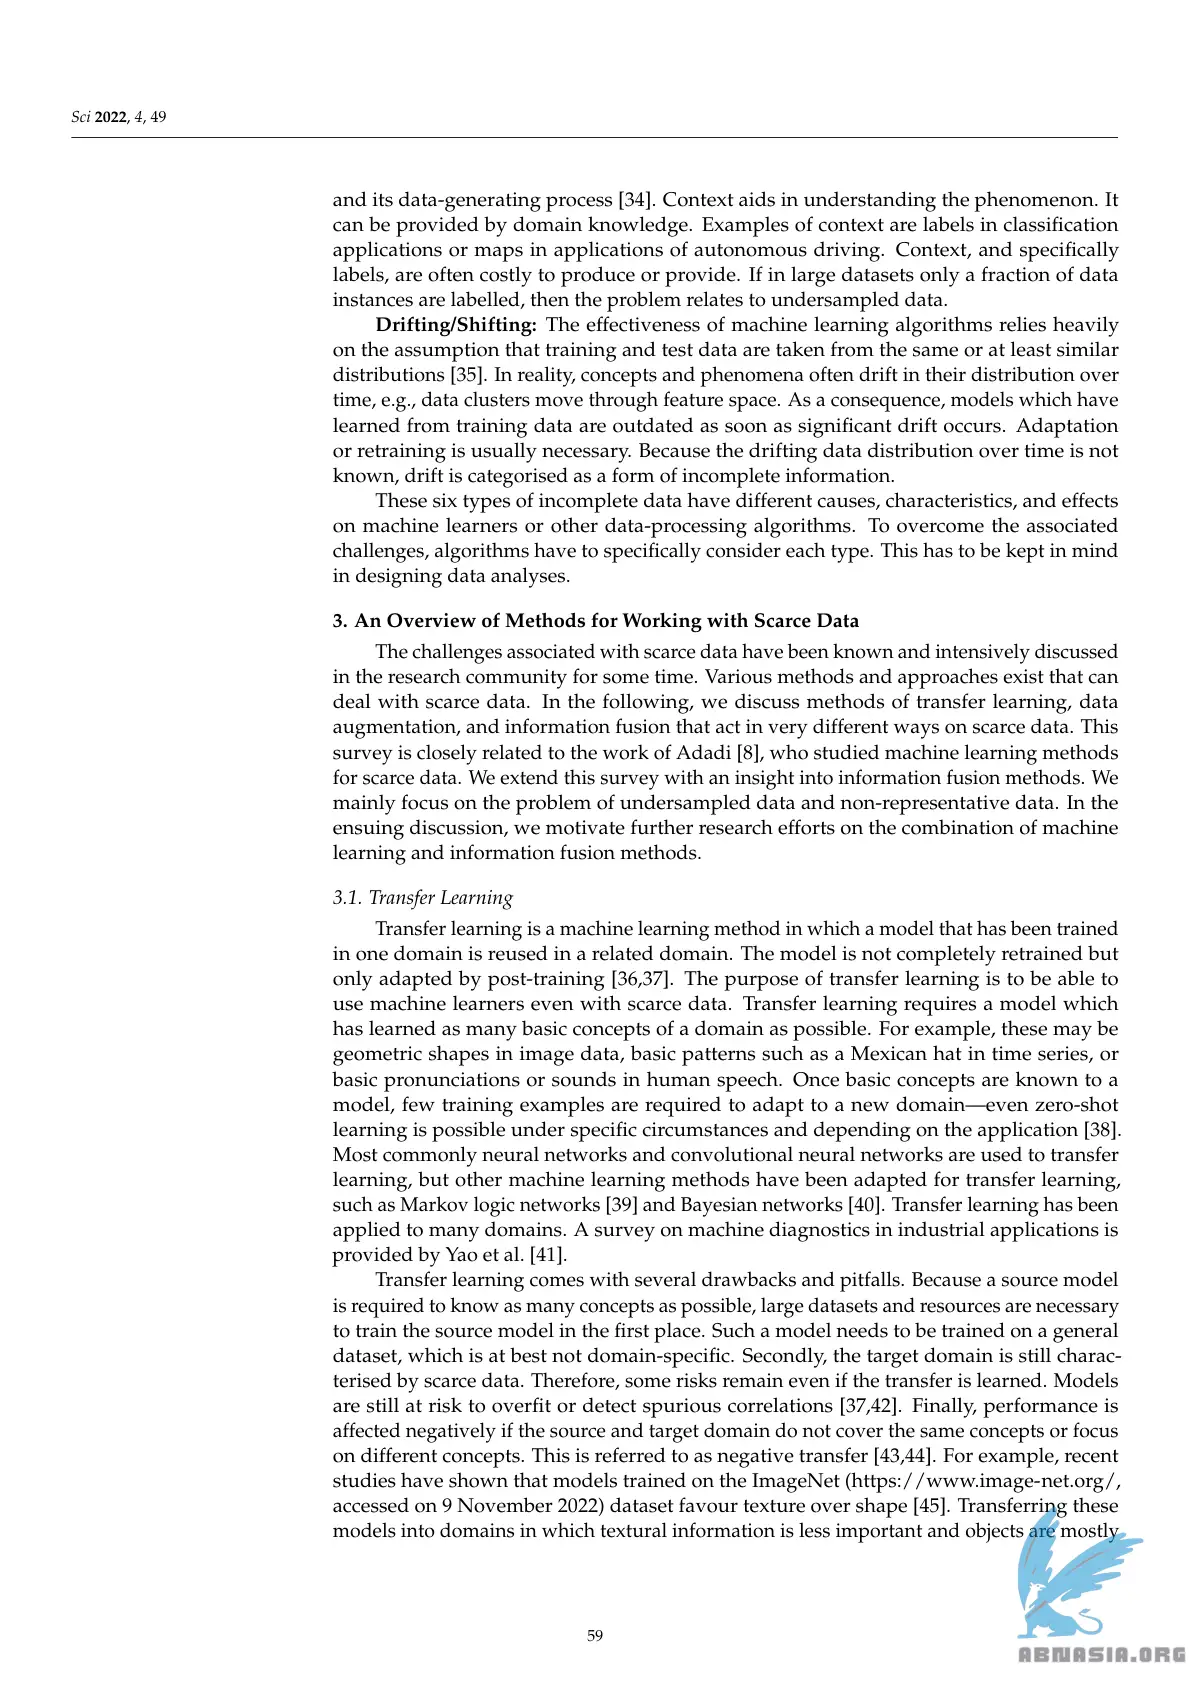 Sci 2022, 4, 49
and its data-generating process [34]. Context aids in understanding the phenomenon. It
can be provided by domain knowledge. Examples of context are labels in classification
applications or maps in applications of autonomous driving. Context, and specifically
labels, are often costly to produce or provide. If in large datasets only a fraction of data
instances are labelled, then the problem relates to undersampled data.
Drifting/Shifting: The effectiveness of machine learning algorithms relies heavily
on the assumption that training and test data are taken from the same or at least similar
distributions [35]. In reality, concepts and phenomena often drift in their distribution over
time, e.g., data clusters move through feature space. As a consequence, models which have
learned from training data are outdated as soon as significant drift occurs. Adaptation
or retraining is usually necessary. Because the drifting data distribution over time is not
known, drift is categorised as a form of incomplete information.
These six types of incomplete data have different causes, characteristics, and effects
on machine learners or other data-processing algorithms. To overcome the associated
challenges, algorithms have to specifically consider each type. This has to be kept in mind
in designing data analyses.
3. An Overview of Methods for Working with Scarce Data
The challenges associated with scarce data have been known and intensively discussed
in the research community for some time. Various methods and approaches exist that can
deal with scarce data. In the following, we discuss methods of transfer learning, data
augmentation, and information fusion that act in very different ways on scarce data. This
survey is closely related to the work of Adadi [8], who studied machine learning methods
for scarce data. We extend this survey with an insight into information fusion methods. We
mainly focus on the problem of undersampled data and non-representative data. In the
ensuing discussion, we motivate further research efforts on the combination of machine
learning and information fusion methods.
3.1. Transfer Learning
Transfer learning is a machine learning method in which a model that has been trained
in one domain is reused in a related domain. The model is not completely retrained but
only adapted by post-training [36,37]. The purpose of transfer learning is to be able to
use machine learners even with scarce data. Transfer learning requires a model which
has learned as many basic concepts of a domain as possible. For example, these may be
geometric shapes in image data, basic patterns such as a Mexican hat in time series, or
basic pronunciations or sounds in human speech. Once basic concepts are known to a
model, few training examples are required to adapt to a new domain—even zero-shot
learning is possible under specific circumstances and depending on the application [38].
Most commonly neural networks and convolutional neural networks are used to transfer
learning, but other machine learning methods have been adapted for transfer learning,
such as Markov logic networks [39] and Bayesian networks [40]. Transfer learning has been
applied to many domains. A survey on machine diagnostics in industrial applications is
provided by Yao et al. [41].
Transfer learning comes with several drawbacks and pitfalls. Because a source model
is required to know as many concepts as possible, large datasets and resources are necessary
to train the source model in the first place. Such a model needs to be trained on a general
dataset, which is at best not domain-specific. Secondly, the target domain is still charac-
terised by scarce data. Therefore, some risks remain even if the transfer is learned. Models
are still at risk to overfit or detect spurious correlations [37,42]. Finally, performance is
affected negatively if the source and target domain do not cover the same concepts or focus
on different concepts. This is referred to as negative transfer [43,44]. For example, recent
studies have shown that models trained on the ImageNet (https://www.image-net.org/,
accessed on 9 November 2022) dataset favour texture over shape [45]. Transferring these
models into domains in which textural information is less important and objects are mostly
59
ABNASIA.ORG